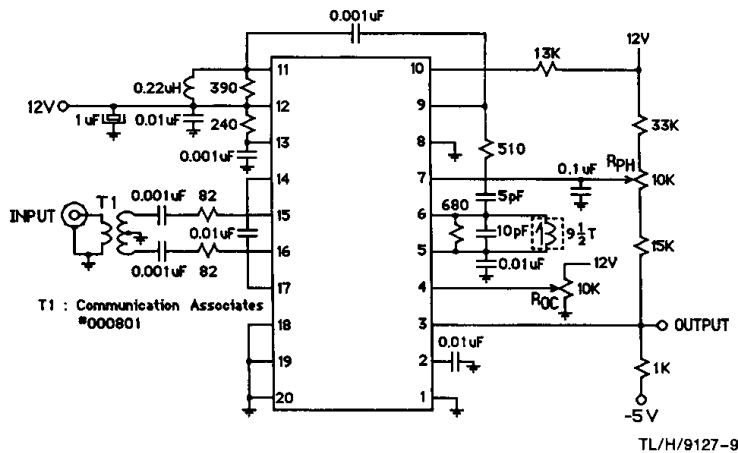 0.001uF
12V
13K
11
10
0.22uH
390
12V
12
9
33K
1uF
0.01uF
240
13
8
510
RPH
0.001uF
14
7
0.1uF
10K
T1
0.001uF
82
680
5pF
INPUT
15
6
0.01uF
10pF
9 1/2 T
15K
16
5
0.001uF
82
0.01uF
12V
17
4
ROC
10K
T1 : Communication Associates
#000801
18
3
OUTPUT
0.01uF
19
2
1K
20
1
-5V
TL/H/9127-9